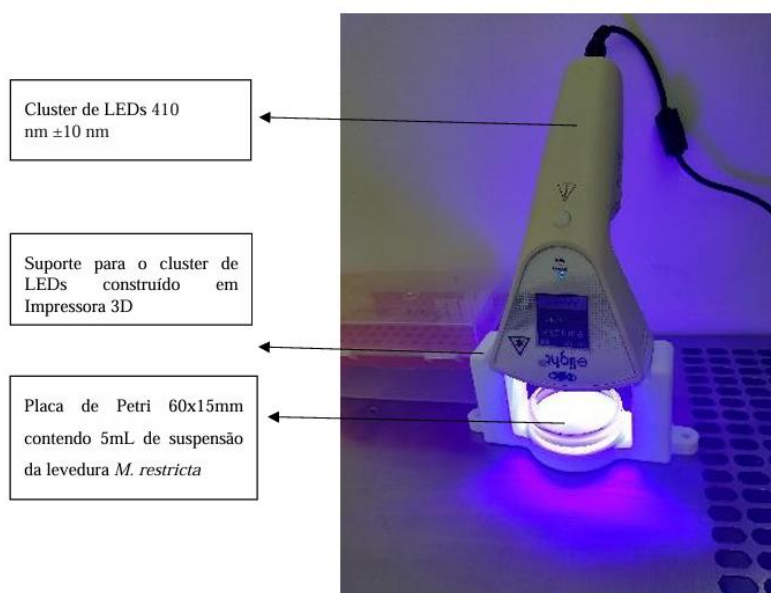 Cluster de LEDs 410
nm ±10 nm
Suporte para o cluster de
LEDs construído em
Impressora 3D
Placa de Petri 60x15mm
contendo 5mL de suspensão
da levedura M. restricta
elight